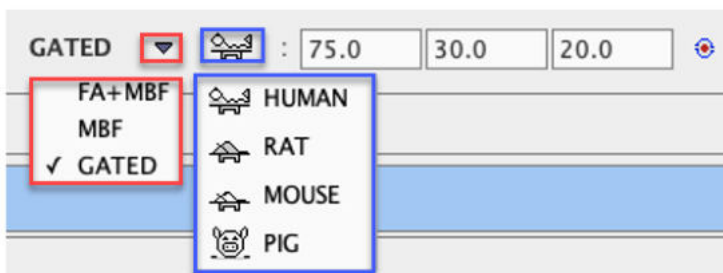 GATED : 75.0 30.0 20.0
FA+MBF
MBF
✓ GATED
HUMAN
RAT
MOUSE
PIG